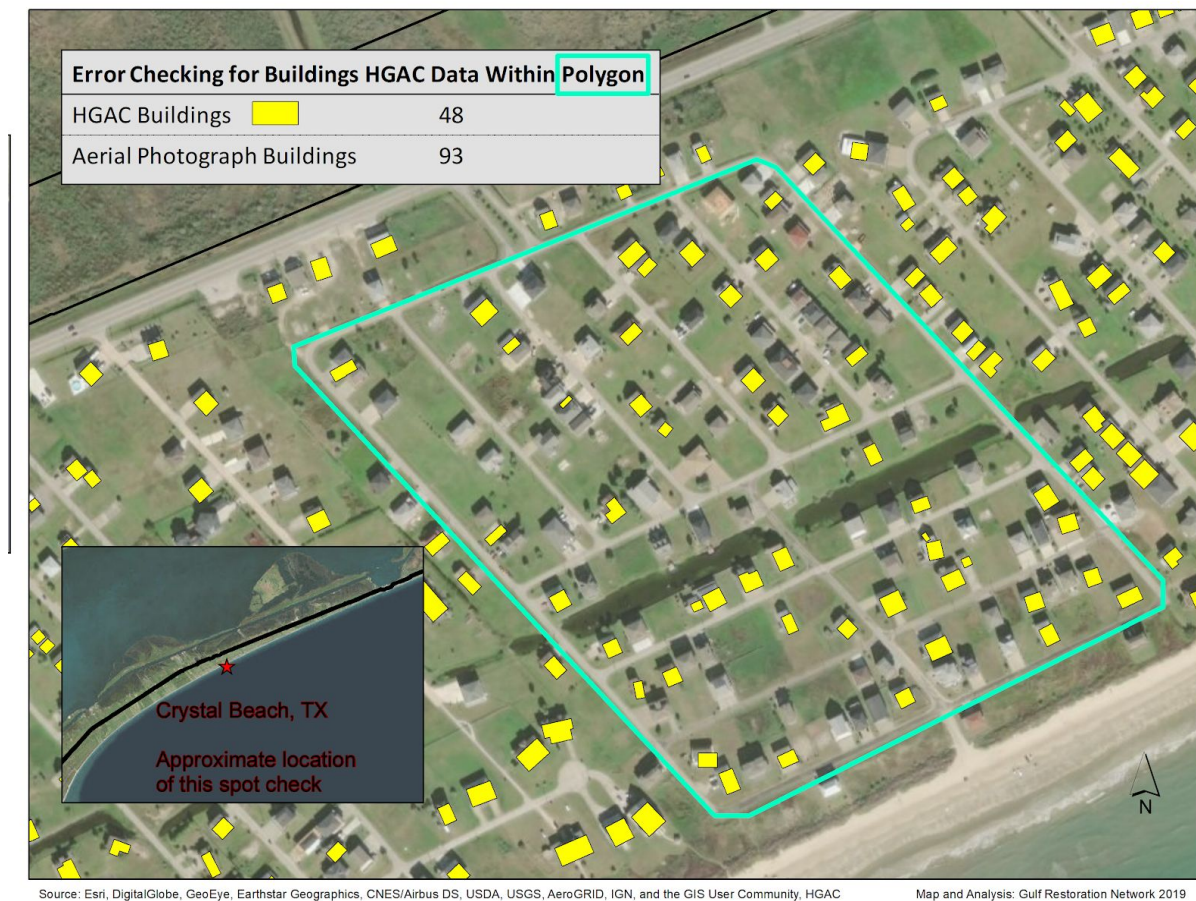 Error Checking for Buildings HGAC Data Within Polygon
HGAC Buildings 48
Aerial Photograph Buildings 93
Crystal Beach, TX
Approximate location
of this spot check
N
Source: Esri, DigitalGlobe, GeoEye, Earthstar Geographics, CNES/Airbus DS, USDA, USGS, AeroGRID, IGN, and the GIS User Community, HGAC
Map and Analysis: Gulf Restoration Network 2019